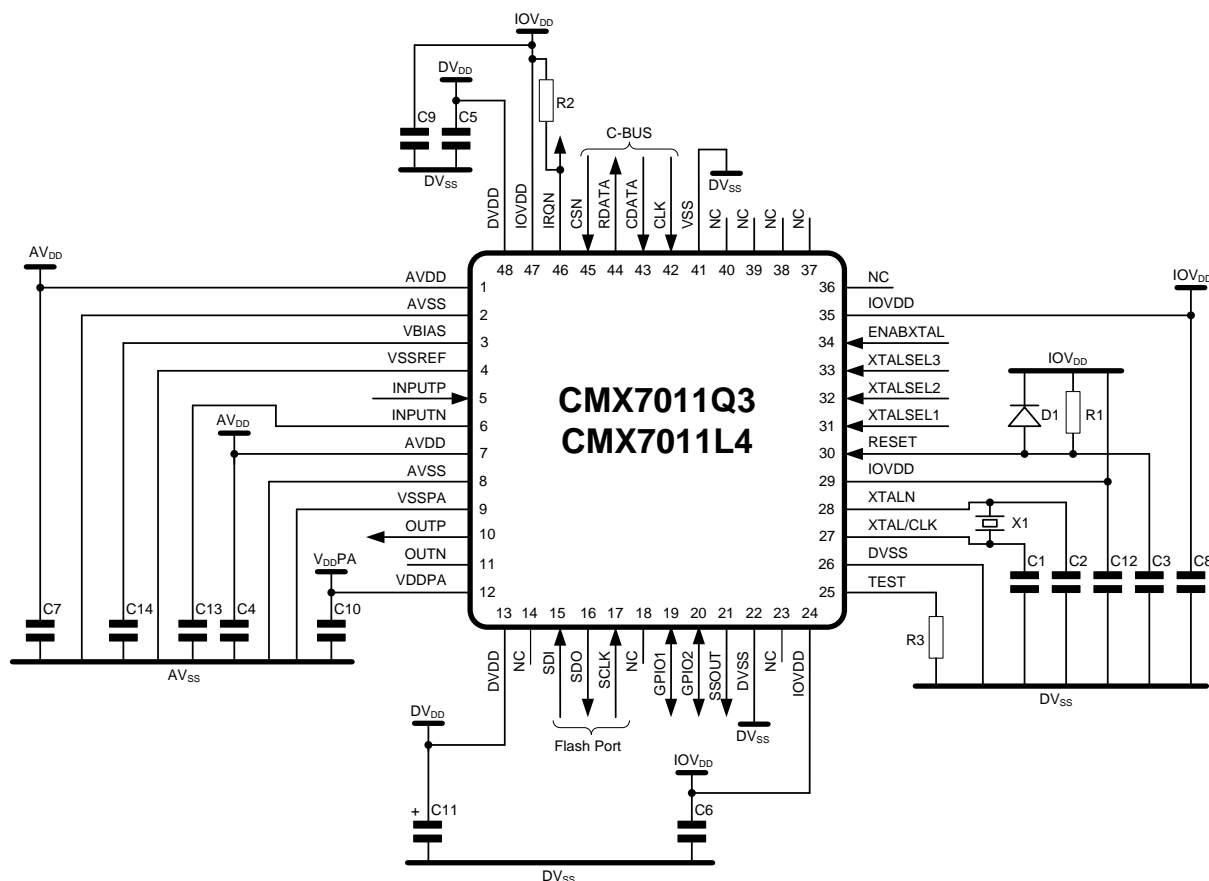 IOVDD
DVDD
C9
C5
R2
C-BUS
DVSS
DVSS
DVDD
IOVDD
IRQN
CSN
RDATA
CDATA
CLK
VSS
NC
NC
NC
NC
48
47
46
45
44
43
42
41
40
39
38
37
AVDD
AVDD
1
AVSS
2
VBIAS
3
VSSREF
4
INPUTP
5
INPUTN
6
AVDD
AVDD
7
AVSS
8
VSSPA
9
OUTP
10
OUTN
11
VDDPA
VDDPA
12
CMX7011Q3
CMX7011L4
36
NC
35
IOVDD
IOVDD
34
ENABXTAL
33
XTALSEL3
32
XTALSEL2
31
XTALSEL1
30
RESET
29
IOVDD
28
XTALN
27
XTAL/CLK
26
DVSS
25
TEST
IOVDD
D1
R1
X1
C1
C2
C12
C3
C8
R3
DVSS
C7
C14
C13
C4
C10
AVSS
13
14
15
16
17
18
19
20
21
22
23
24
DVDD
NC
SDI
SDO
SCLK
NC
GPIO1
GPIO2
SSOUT
DVSS
NC
IOVDD
DVDD
Flash Port
DVSS
IOVDD
+
C11
C6
DVSS